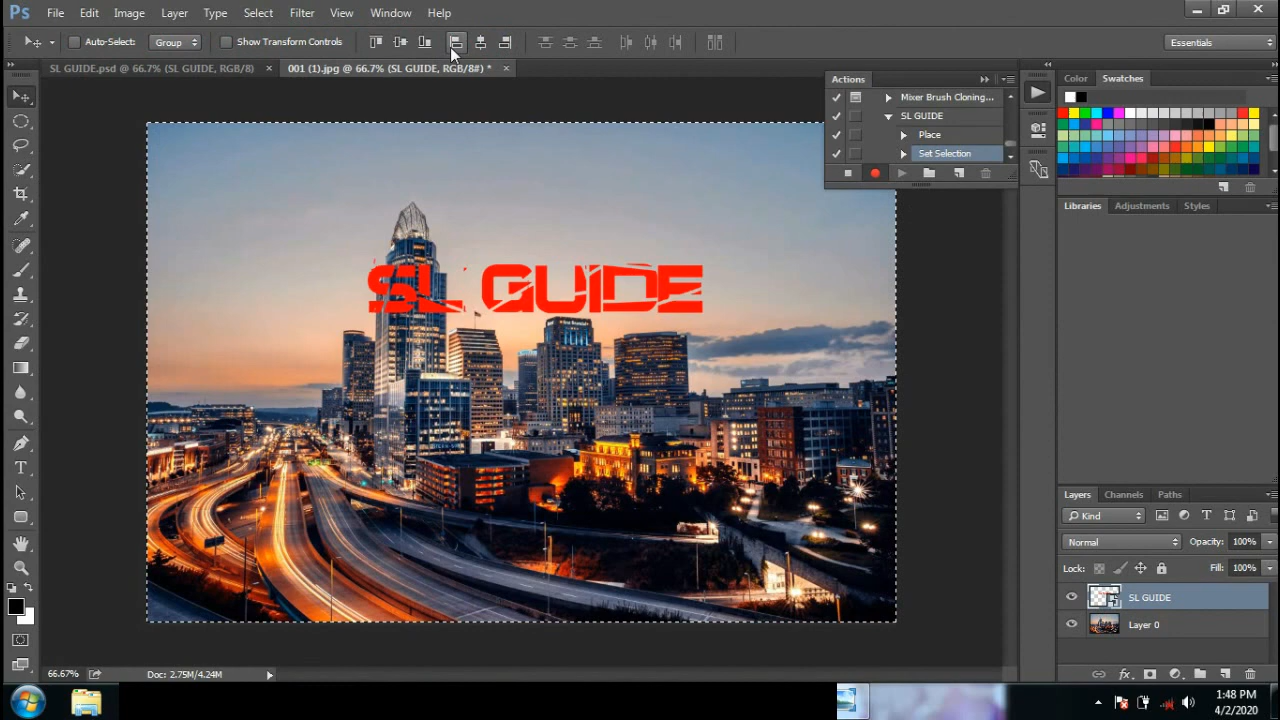 Ps File Edit Image Layer Type Select Filter View Window Help
Auto-Select: Group Show Transform Controls Essentials
SL GUIDE.psd @ 66.7% (SL GUIDE, RGB/8) × 001 (1).jpg @ 66.7% (SL GUIDE, RGB/8#) * ×
Actions
Mixer Brush Cloning...
SL GUIDE
Place
Set Selection
Color Swatches
Libraries Adjustments Styles
SL GUIDE
Layers Channels Paths
Kind
Normal Opacity: 100%
Lock: Fill: 100%
SL GUIDE
Layer 0
66.67% Doc: 2.75M/4.24M
1:48 PM
4/2/2020